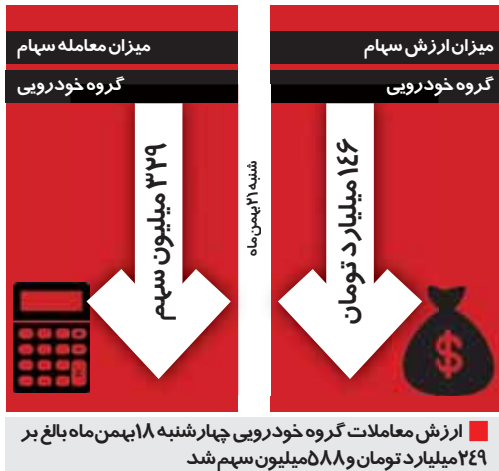 میزان ارزش سهام
گروه خودرویی
۱۴۶ میلیارد تومان
$
شنبه ۲۱ بهمن ماه
میزان معامله سهام
گروه خودرویی
۳۲۹ میلیون سهم
ارزش معاملات گروه خودرویی چهارشنبه ۱۸ بهمن ماه بالغ بر
۲۴۹ میلیارد تومان و ۵۸۸ میلیون سهم شد